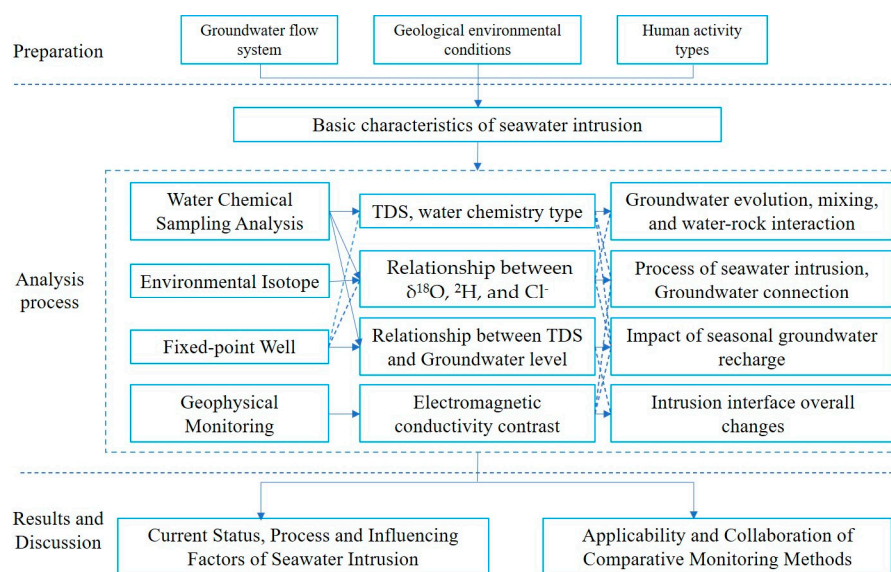 Preparation
Groundwater flow
system
Geological environmental
conditions
Human activity
types
Basic characteristics of seawater intrusion
Analysis
process
Water Chemical
Sampling Analysis
TDS, water chemistry type
Groundwater evolution, mixing,
and water-rock interaction
Environmental Isotope
Relationship between
δ¹⁸O, ²H, and Cl⁻
Process of seawater intrusion,
Groundwater connection
Fixed-point Well
Relationship between TDS
and Groundwater level
Impact of seasonal groundwater
recharge
Geophysical
Monitoring
Electromagnetic
conductivity contrast
Intrusion interface overall
changes
Results and
Discussion
Current Status, Process and Influencing
Factors of Seawater Intrusion
Applicability and Collaboration of
Comparative Monitoring Methods